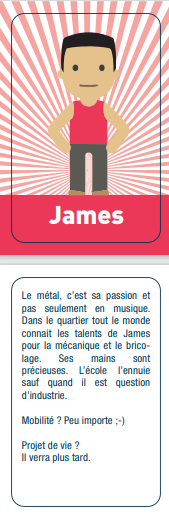 James
Le métal, c'est sa passion et
pas seulement en musique.
Dans le quartier tout le monde
connait les talents de James
pour la mécanique et le brico-
lage. Ses mains sont
précieuses. L'école l'ennuie
sauf quand il est question
d'industrie.
Mobilité ? Peu importe ;-)
Projet de vie ?
Il verra plus tard.